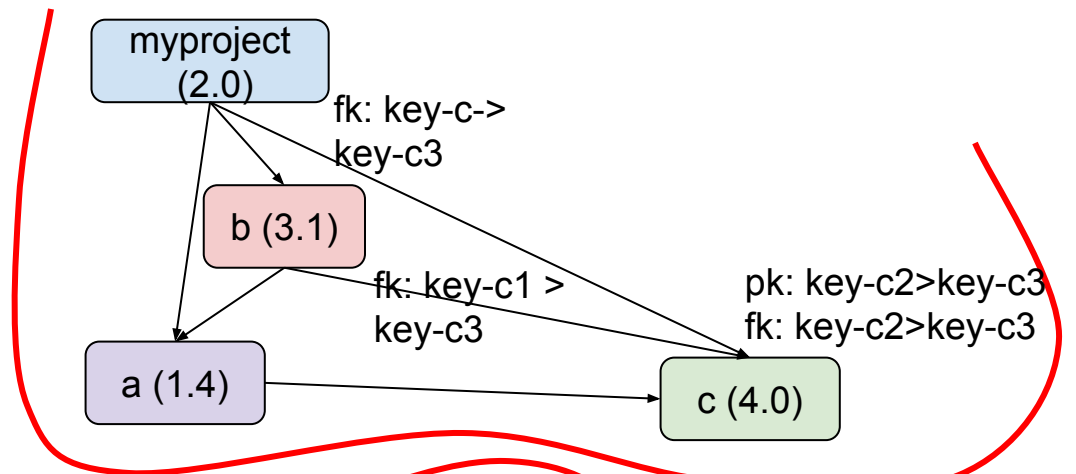 myproject
(2.0)
fk: key-c->
key-c3
b (3.1)
fk: key-c1 >
key-c3
pk: key-c2>key-c3
fk: key-c2>key-c3
a (1.4)
c (4.0)